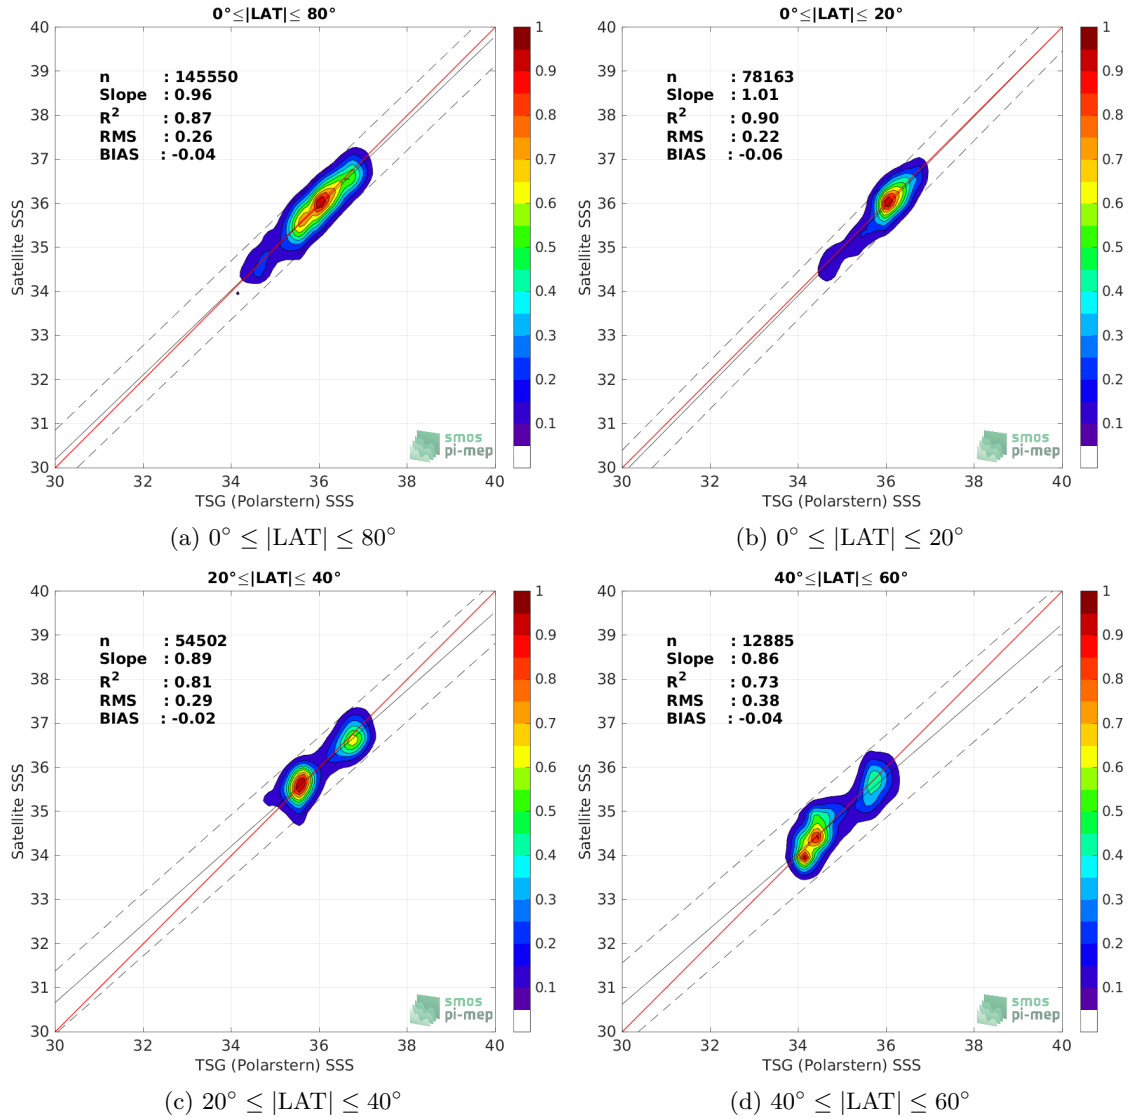 0°≤|LAT|≤ 80°
40
39
38
37
36
35
34
33
32
31
30
Satellite SSS
n : 145550
Slope : 0.96
R² : 0.87
RMS : 0.26
BIAS : -0.04
smos
pi-mep
30 32 34 36 38 40
TSG (Polarstern) SSS
1
0.9
0.8
0.7
0.6
0.5
0.4
0.3
0.2
0.1
(a) 0° ≤ |LAT| ≤ 80°
0°≤|LAT|≤ 20°
40
39
38
37
36
35
34
33
32
31
30
Satellite SSS
n : 78163
Slope : 1.01
R² : 0.90
RMS : 0.22
BIAS : -0.06
smos
pi-mep
30 32 34 36 38 40
TSG (Polarstern) SSS
1
0.9
0.8
0.7
0.6
0.5
0.4
0.3
0.2
0.1
(b) 0° ≤ |LAT| ≤ 20°
20°≤|LAT|≤ 40°
40
39
38
37
36
35
34
33
32
31
30
Satellite SSS
n : 54502
Slope : 0.89
R² : 0.81
RMS : 0.29
BIAS : -0.02
smos
pi-mep
30 32 34 36 38 40
TSG (Polarstern) SSS
1
0.9
0.8
0.7
0.6
0.5
0.4
0.3
0.2
0.1
(c) 20° ≤ |LAT| ≤ 40°
40°≤|LAT|≤ 60°
40
39
38
37
36
35
34
33
32
31
30
Satellite SSS
n : 12885
Slope : 0.86
R² : 0.73
RMS : 0.38
BIAS : -0.04
smos
pi-mep
30 32 34 36 38 40
TSG (Polarstern) SSS
1
0.9
0.8
0.7
0.6
0.5
0.4
0.3
0.2
0.1
(d) 40° ≤ |LAT| ≤ 60°